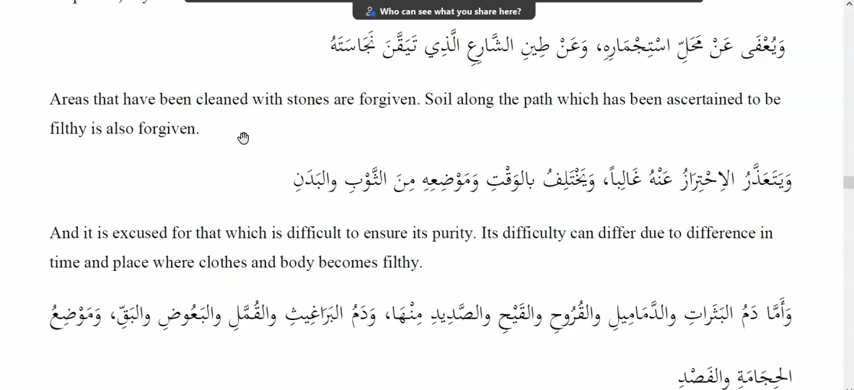 Who can see what you share here?
وَيُعْفَى عَنْ مَحَلِّ اسْتِجْمَارِهِ، وَعَنْ طِينِ الشَّارِعِ الَّذِي تَيَقَّنَ نَجَاسَتَهُ
Areas that have been cleaned with stones are forgiven. Soil along the path which has been ascertained to be
filthy is also forgiven.
وَيَتَعَذَّرُ الِاحْتِرَازُ عَنْهُ غَالِباً، وَيَخْتَلِفُ بِالوَقْتِ وَمَوْضِعِهِ مِنَ الثَّوْبِ والبَدَنِ
And it is excused for that which is difficult to ensure its purity. Its difficulty can differ due to difference in
time and place where clothes and body becomes filthy.
وَأَمَّا دَمُ البَثَرَاتِ والدَّمَامِيلِ والقُرُوحِ والقَيْحِ والصَّدِيدِ مِنْهَا، وَدَمُ البَرَاغِيثِ والقُمَّلِ والبَعُوضِ والبَقِّ، وَمَوْضِعُ
الحِجَامَةِ والفَصْدِ